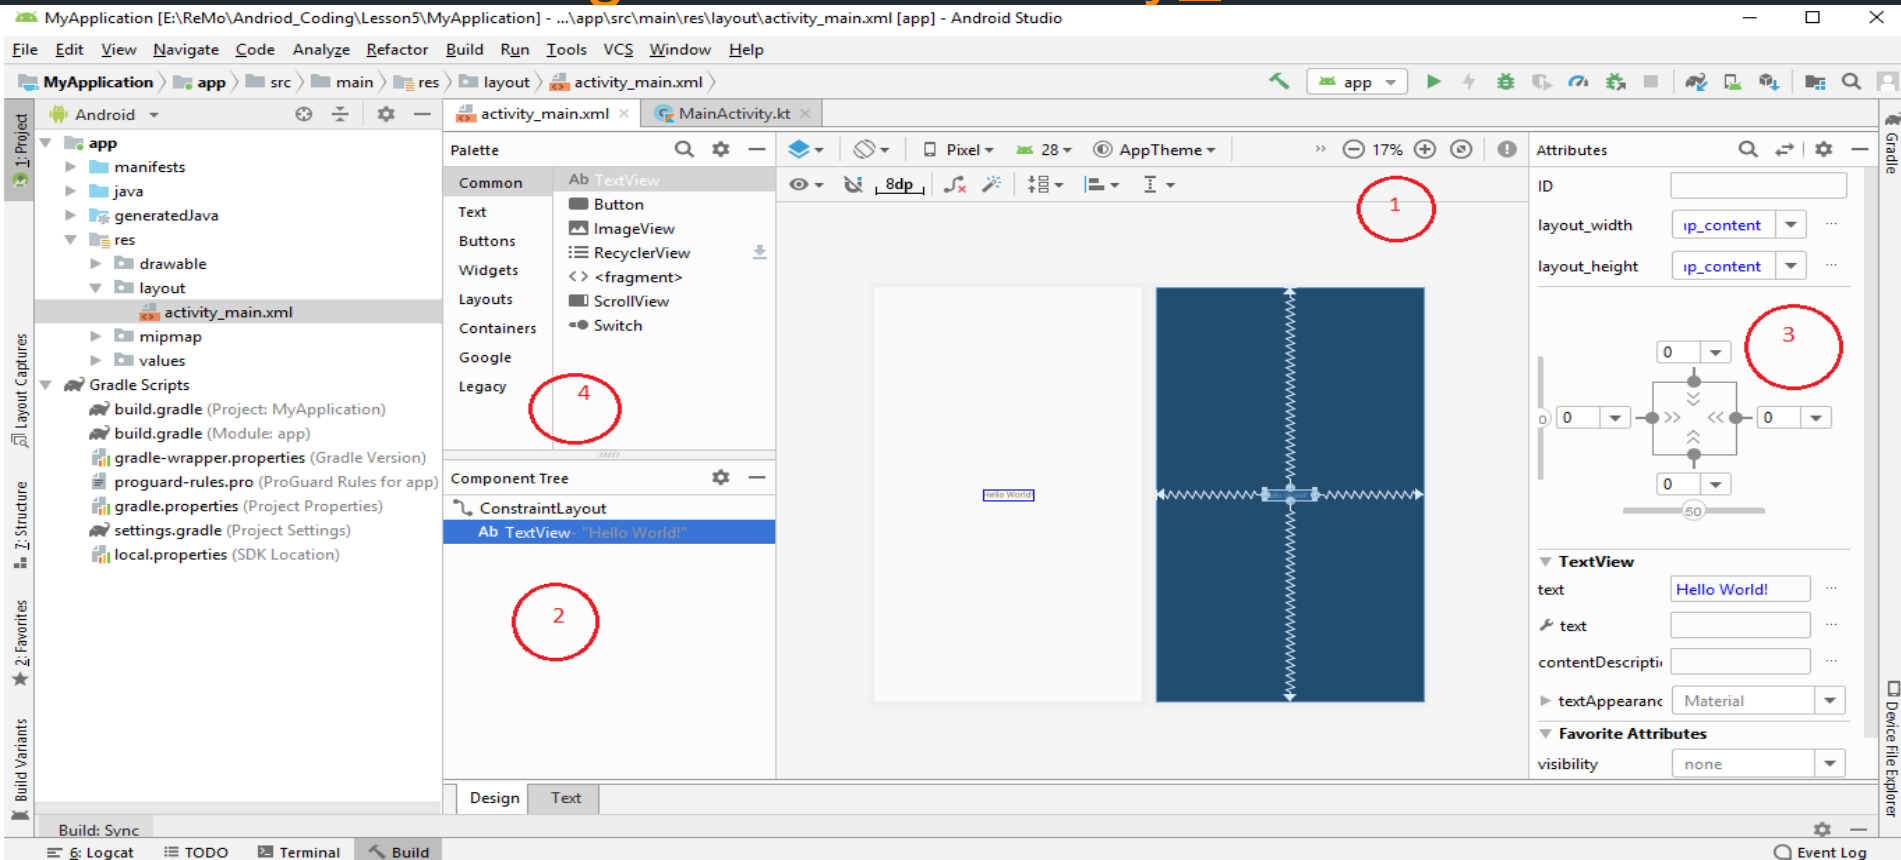 MyApplication [E:\ReMo\Andriod_Coding\Lesson5\MyApplication] - ...\app\src\main\res\layout\activity_main.xml [app] - Android Studio
File Edit View Navigate Code Analyze Refactor Build Run Tools VCS Window Help
MyApplication app src main res layout activity_main.xml
app
1: Project
Layout Captures
7: Structure
2: Favorites
Build Variants
Android
app
manifests
java
generatedJava
res
drawable
layout
activity_main.xml
mipmap
values
Gradle Scripts
build.gradle (Project: MyApplication)
build.gradle (Module: app)
gradle-wrapper.properties (Gradle Version)
proguard-rules.pro (ProGuard Rules for app)
gradle.properties (Project Properties)
settings.gradle (Project Settings)
local.properties (SDK Location)
activity_main.xml MainActivity.kt
Palette
Common
Text
Buttons
Widgets
Layouts
Containers
Google
Legacy
Ab TextView
Button
ImageView
RecyclerView
<fragment>
ScrollView
Switch
4
Component Tree
ConstraintLayout
Ab TextView- "Hello World!"
2
Pixel 28 AppTheme » 17%
8dp
1
Hello World!
Design Text
Attributes
ID
layout_width ıp_content ...
layout_height ıp_content ...
3
0
0 0 0
0
50
TextView
text Hello World! ...
text ...
contentDescripti ...
textAppearanc Material
Favorite Attributes
visibility none
Gradle
Device File Explorer
Build: Sync
6: Logcat TODO Terminal Build Event Log